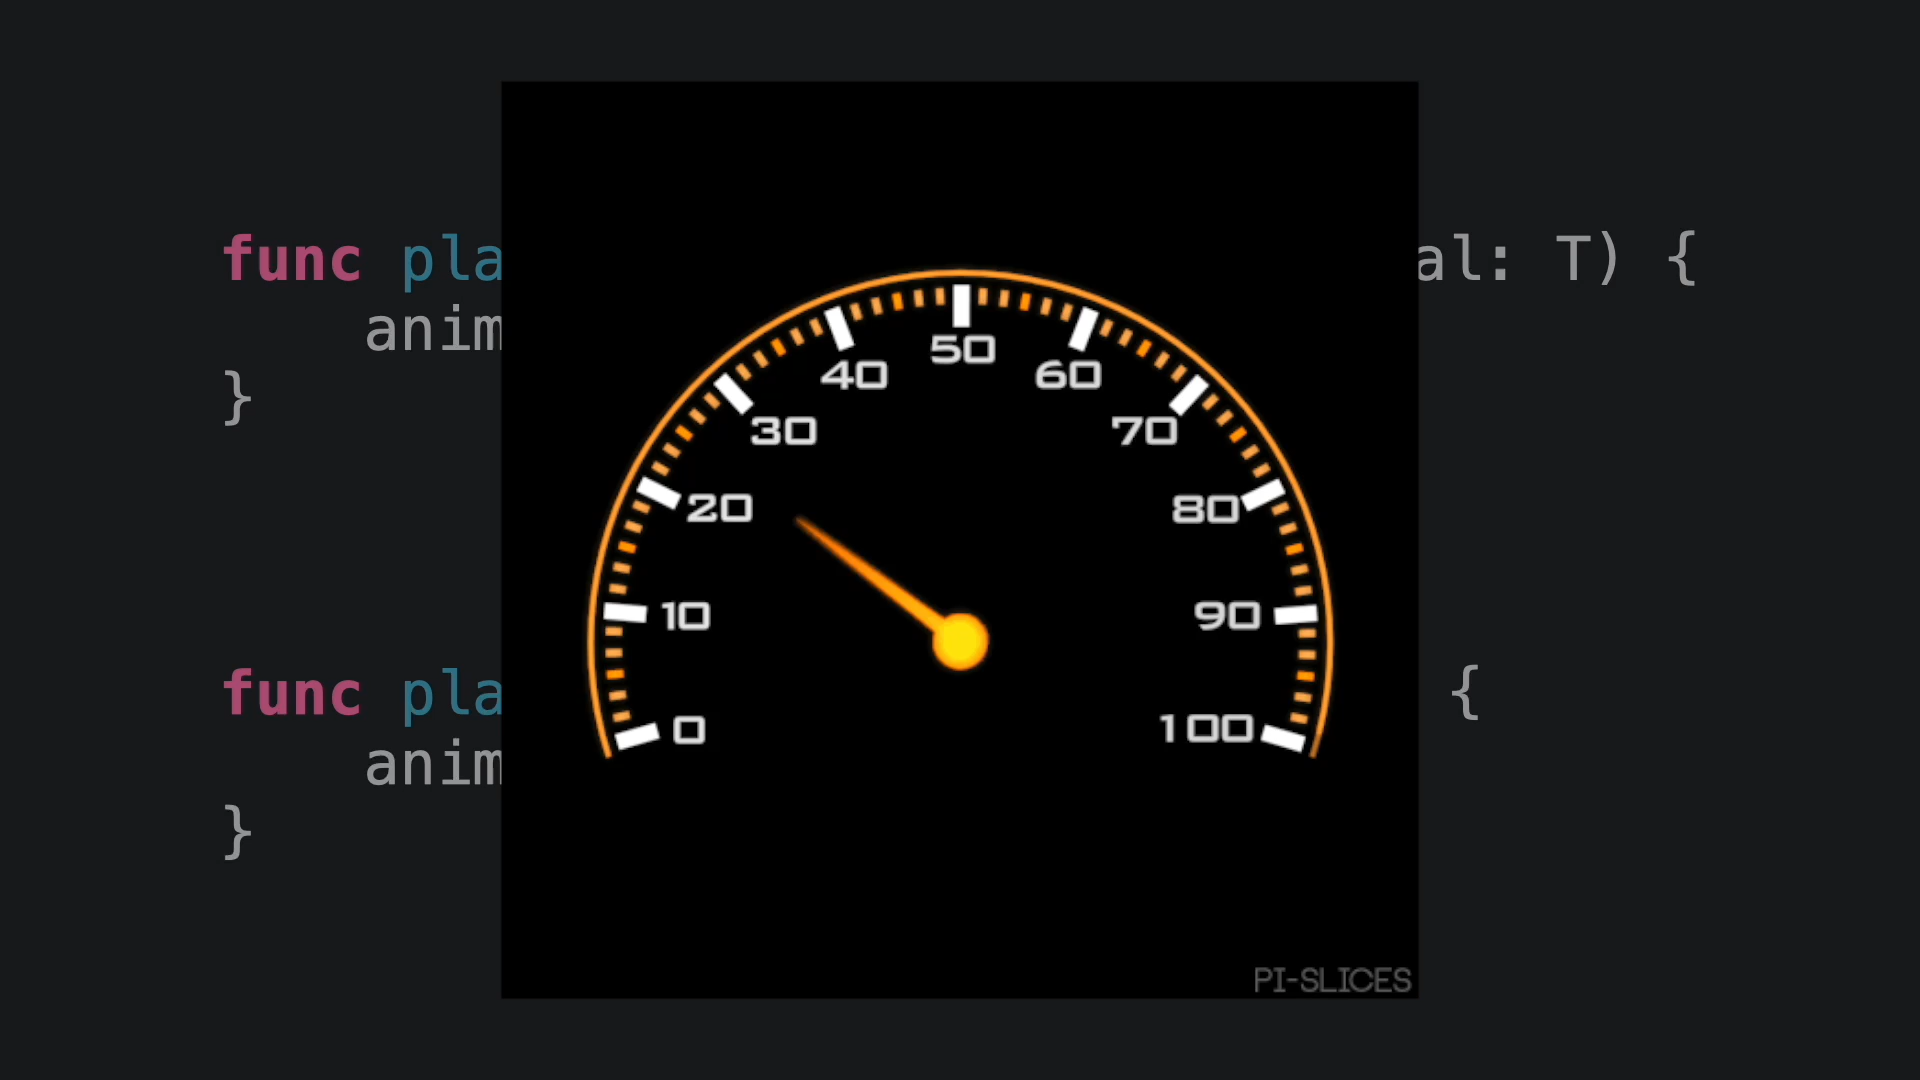 func pla al: T) {
anim
}
50
40 60
30 70
20 80
10 90
0 100
func pla {
anim
}
PI-SLICES